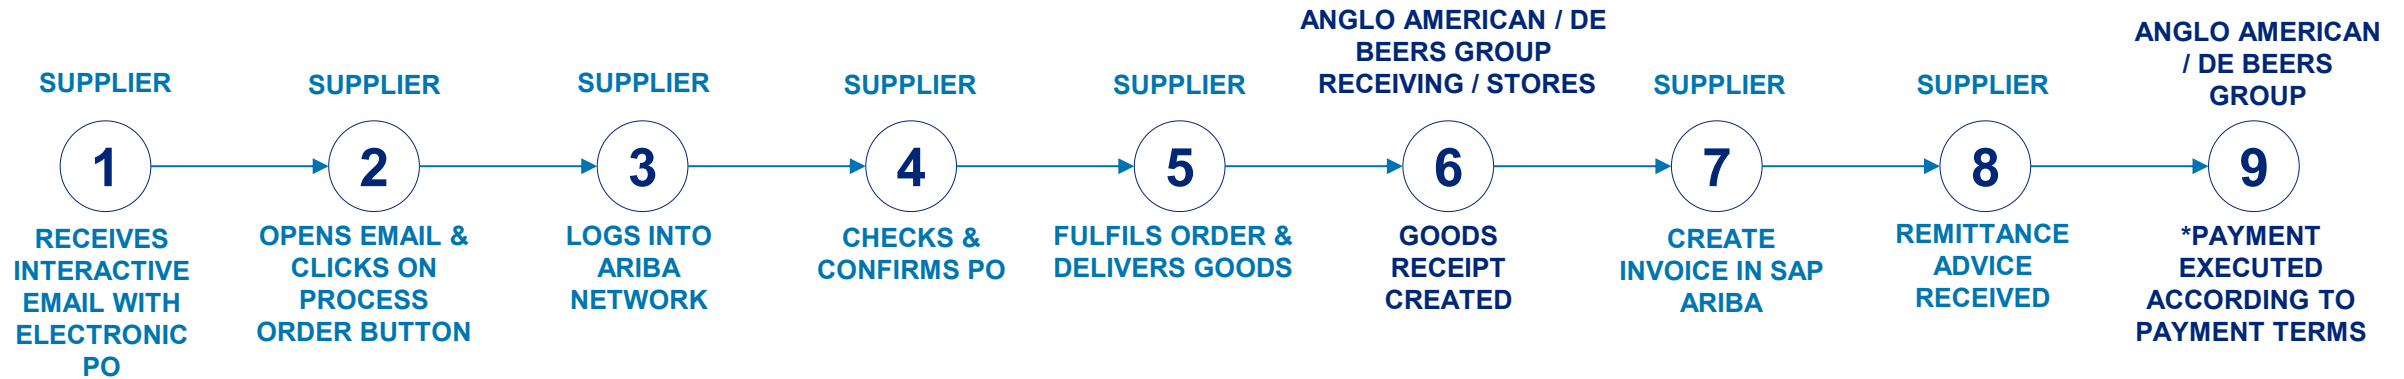 SUPPLIER
1
RECEIVES
INTERACTIVE
EMAIL WITH
ELECTRONIC
PO
SUPPLIER
2
OPENS EMAIL &
CLICKS ON
PROCESS
ORDER BUTTON
SUPPLIER
3
LOGS INTO
ARIBA
NETWORK
SUPPLIER
4
CHECKS &
CONFIRMS PO
SUPPLIER
5
FULFILS ORDER &
DELIVERS GOODS
ANGLO AMERICAN / DE
BEERS GROUP
RECEIVING / STORES
6
GOODS
RECEIPT
CREATED
SUPPLIER
7
CREATE
INVOICE IN SAP
ARIBA
SUPPLIER
8
REMITTANCE
ADVICE
RECEIVED
ANGLO AMERICAN
/ DE BEERS
GROUP
9
*PAYMENT
EXECUTED
ACCORDING TO
PAYMENT TERMS